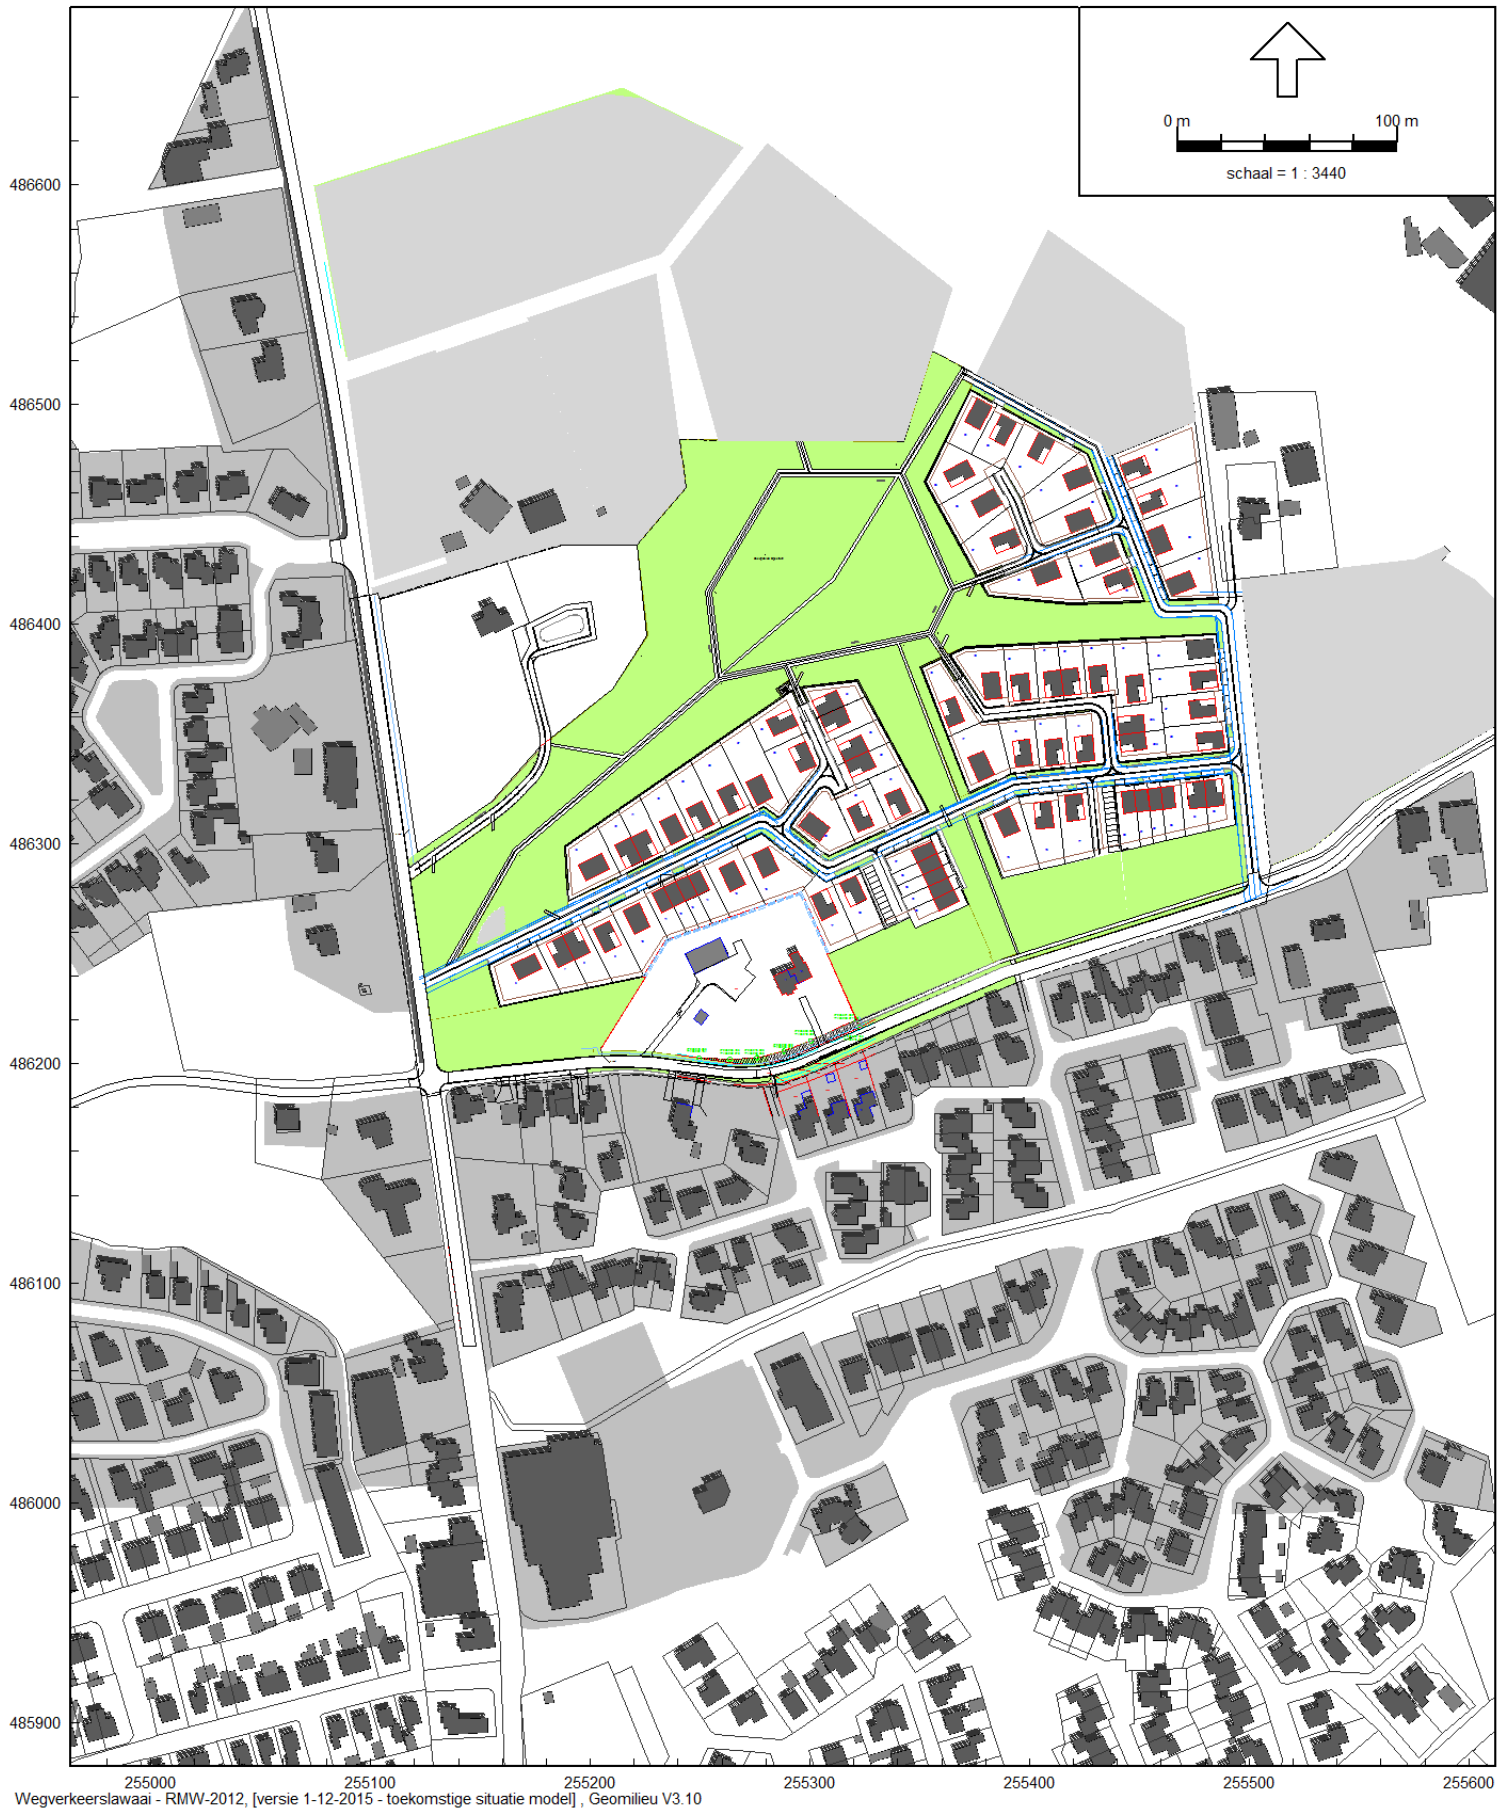 0 m 100 m
schaal = 1 : 3440
486600
486500
486400
486300
486200
486100
486000
485900
255000 255100 255200 255300 255400 255500 255600
Wegverkeerslawaai - RMW-2012, [versie 1-12-2015 - toekomstige situatie model] , Geomilieu V3.10